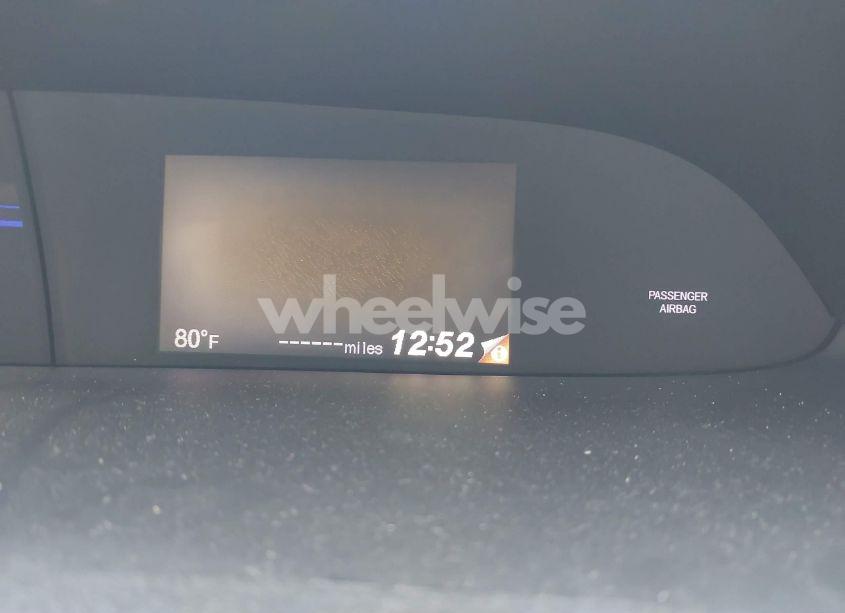 wheelwise
PASSENGER
AIRBAG
80°F ------miles 12:52